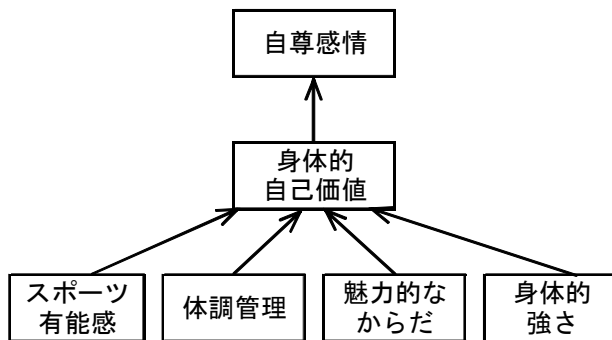 自尊感情
身体的
自己価値
スポーツ
有能感
体調管理
魅力的な
からだ
身体的
強さ